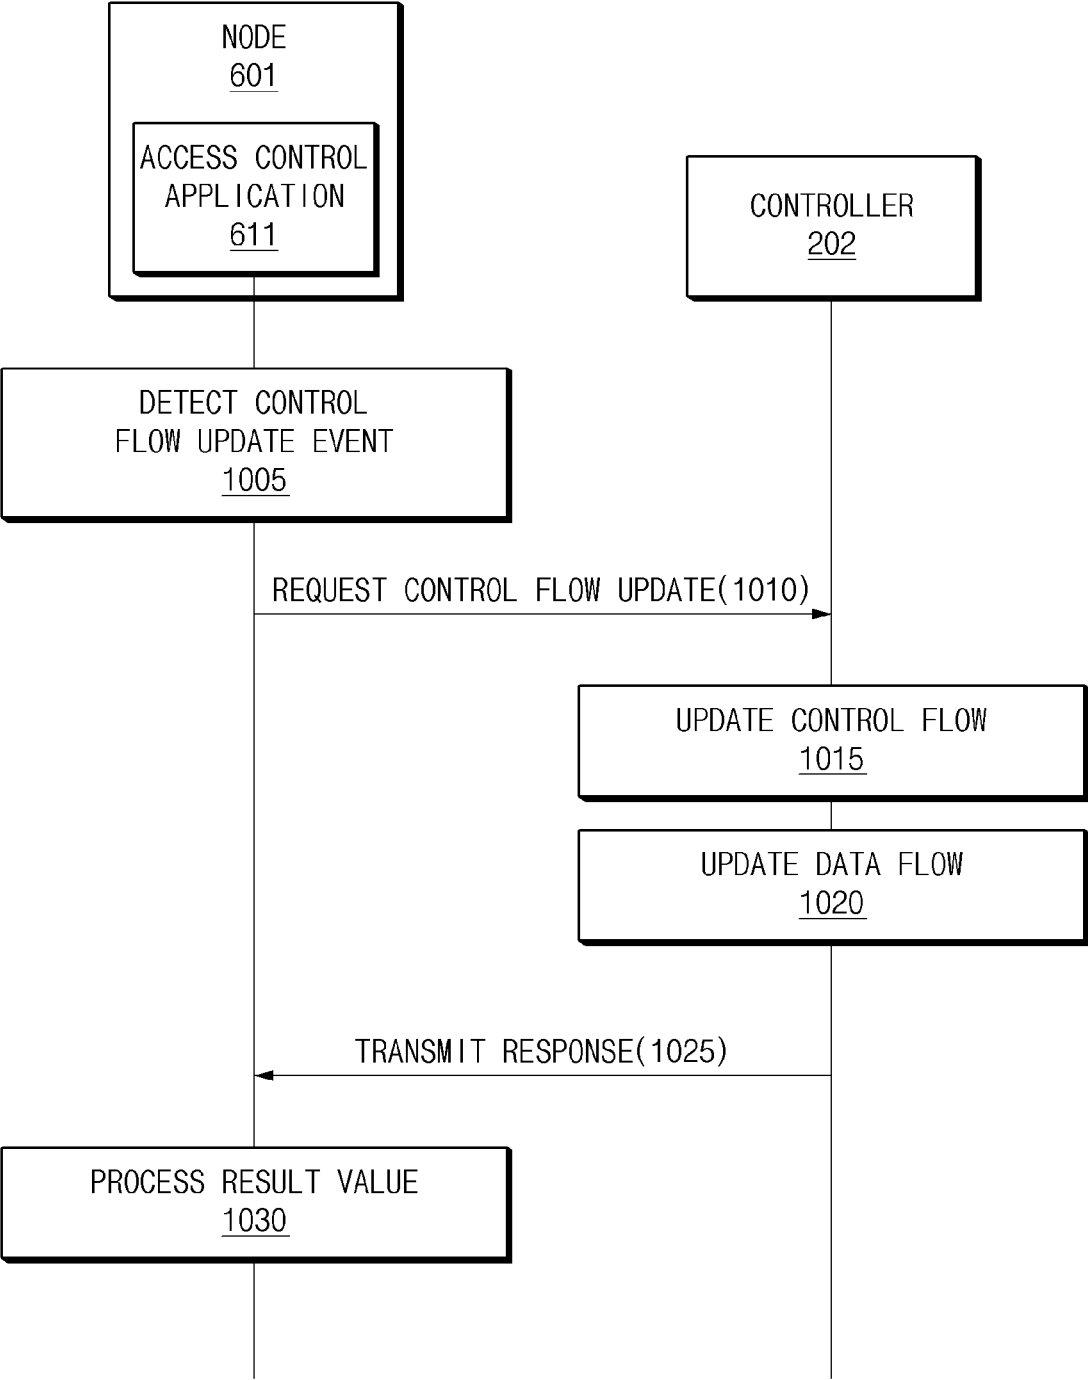 NODE
601
ACCESS CONTROL
APPLICATION
611
CONTROLLER
202
DETECT CONTROL
FLOW UPDATE EVENT
1005
REQUEST CONTROL FLOW UPDATE(1010)
UPDATE CONTROL FLOW
1015
UPDATE DATA FLOW
1020
TRANSMIT RESPONSE(1025)
PROCESS RESULT VALUE
1030